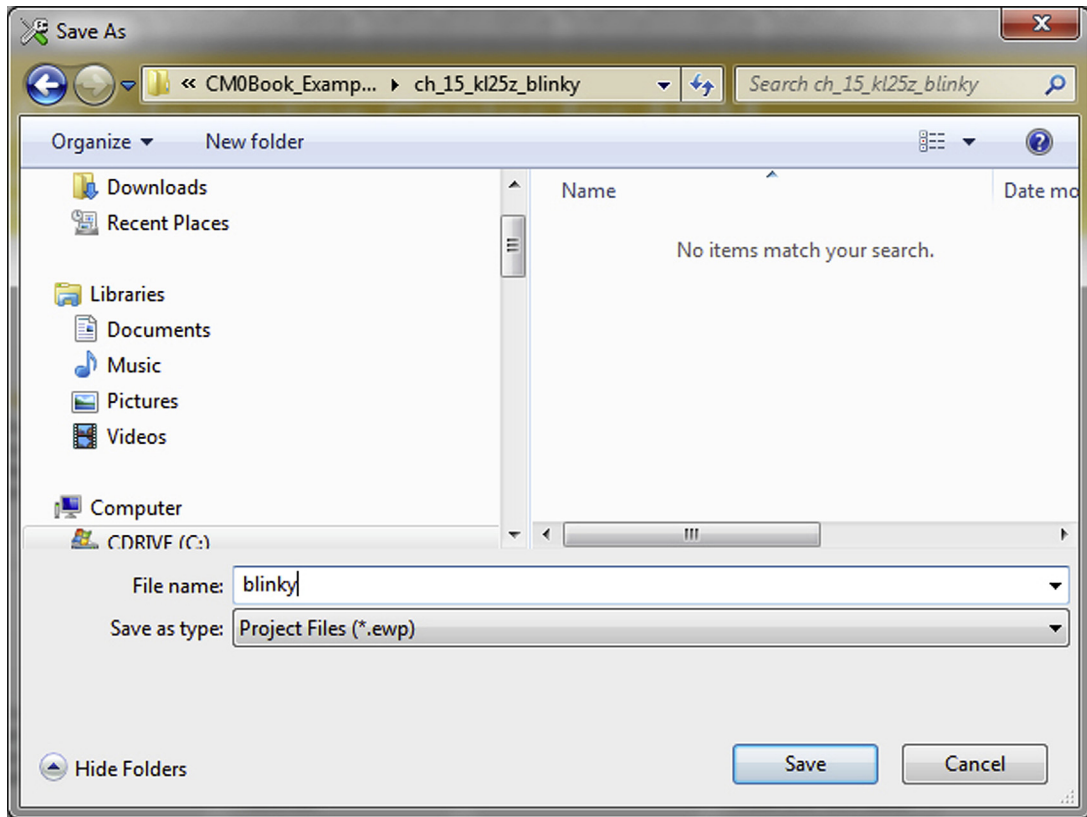 Save As
« CM0Book_Examp... ch_15_kl25z_blinky
Search ch_15_kl25z_blinky
Organize New folder
Downloads
Recent Places
Libraries
Documents
Music
Pictures
Videos
Computer
CDRIVE (C:)
Name Date mo
No items match your search.
File name: blinky
Save as type: Project Files (*.ewp)
Hide Folders
Save
Cancel